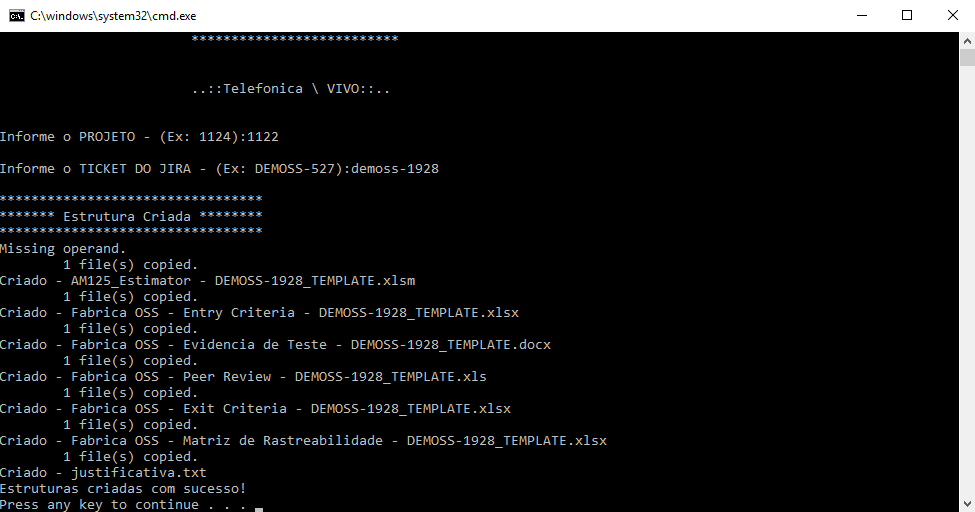 C:\windows\system32\cmd.exe
**************************
..::Telefonica \ VIVO::..
Informe o PROJETO - (Ex: 1124):1122
Informe o TICKET DO JIRA - (Ex: DEMOSS-527):demoss-1928
*********************************
******* Estrutura Criada ********
*********************************
Missing operand.
1 file(s) copied.
Criado - AM125_Estimator - DEMOSS-1928_TEMPLATE.xlsm
1 file(s) copied.
Criado - Fabrica OSS - Entry Criteria - DEMOSS-1928_TEMPLATE.xlsx
1 file(s) copied.
Criado - Fabrica OSS - Evidencia de Teste - DEMOSS-1928_TEMPLATE.docx
1 file(s) copied.
Criado - Fabrica OSS - Peer Review - DEMOSS-1928_TEMPLATE.xls
1 file(s) copied.
Criado - Fabrica OSS - Exit Criteria - DEMOSS-1928_TEMPLATE.xlsx
1 file(s) copied.
Criado - Fabrica OSS - Matriz de Rastreabilidade - DEMOSS-1928_TEMPLATE.xlsx
1 file(s) copied.
Criado - justificativa.txt
Estruturas criadas com sucesso!
Press any key to continue . . .